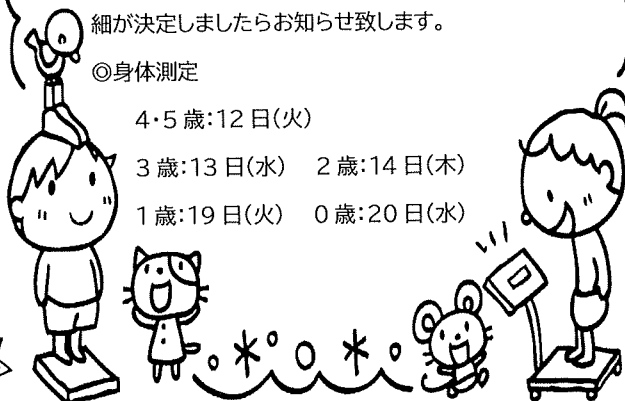 細が決定しましたらお知らせ致します。
◎身体測定
4・5歳：12日(火)
3歳：13日(水)　2歳：14日(木)
1歳：19日(火)　0歳：20日(水)